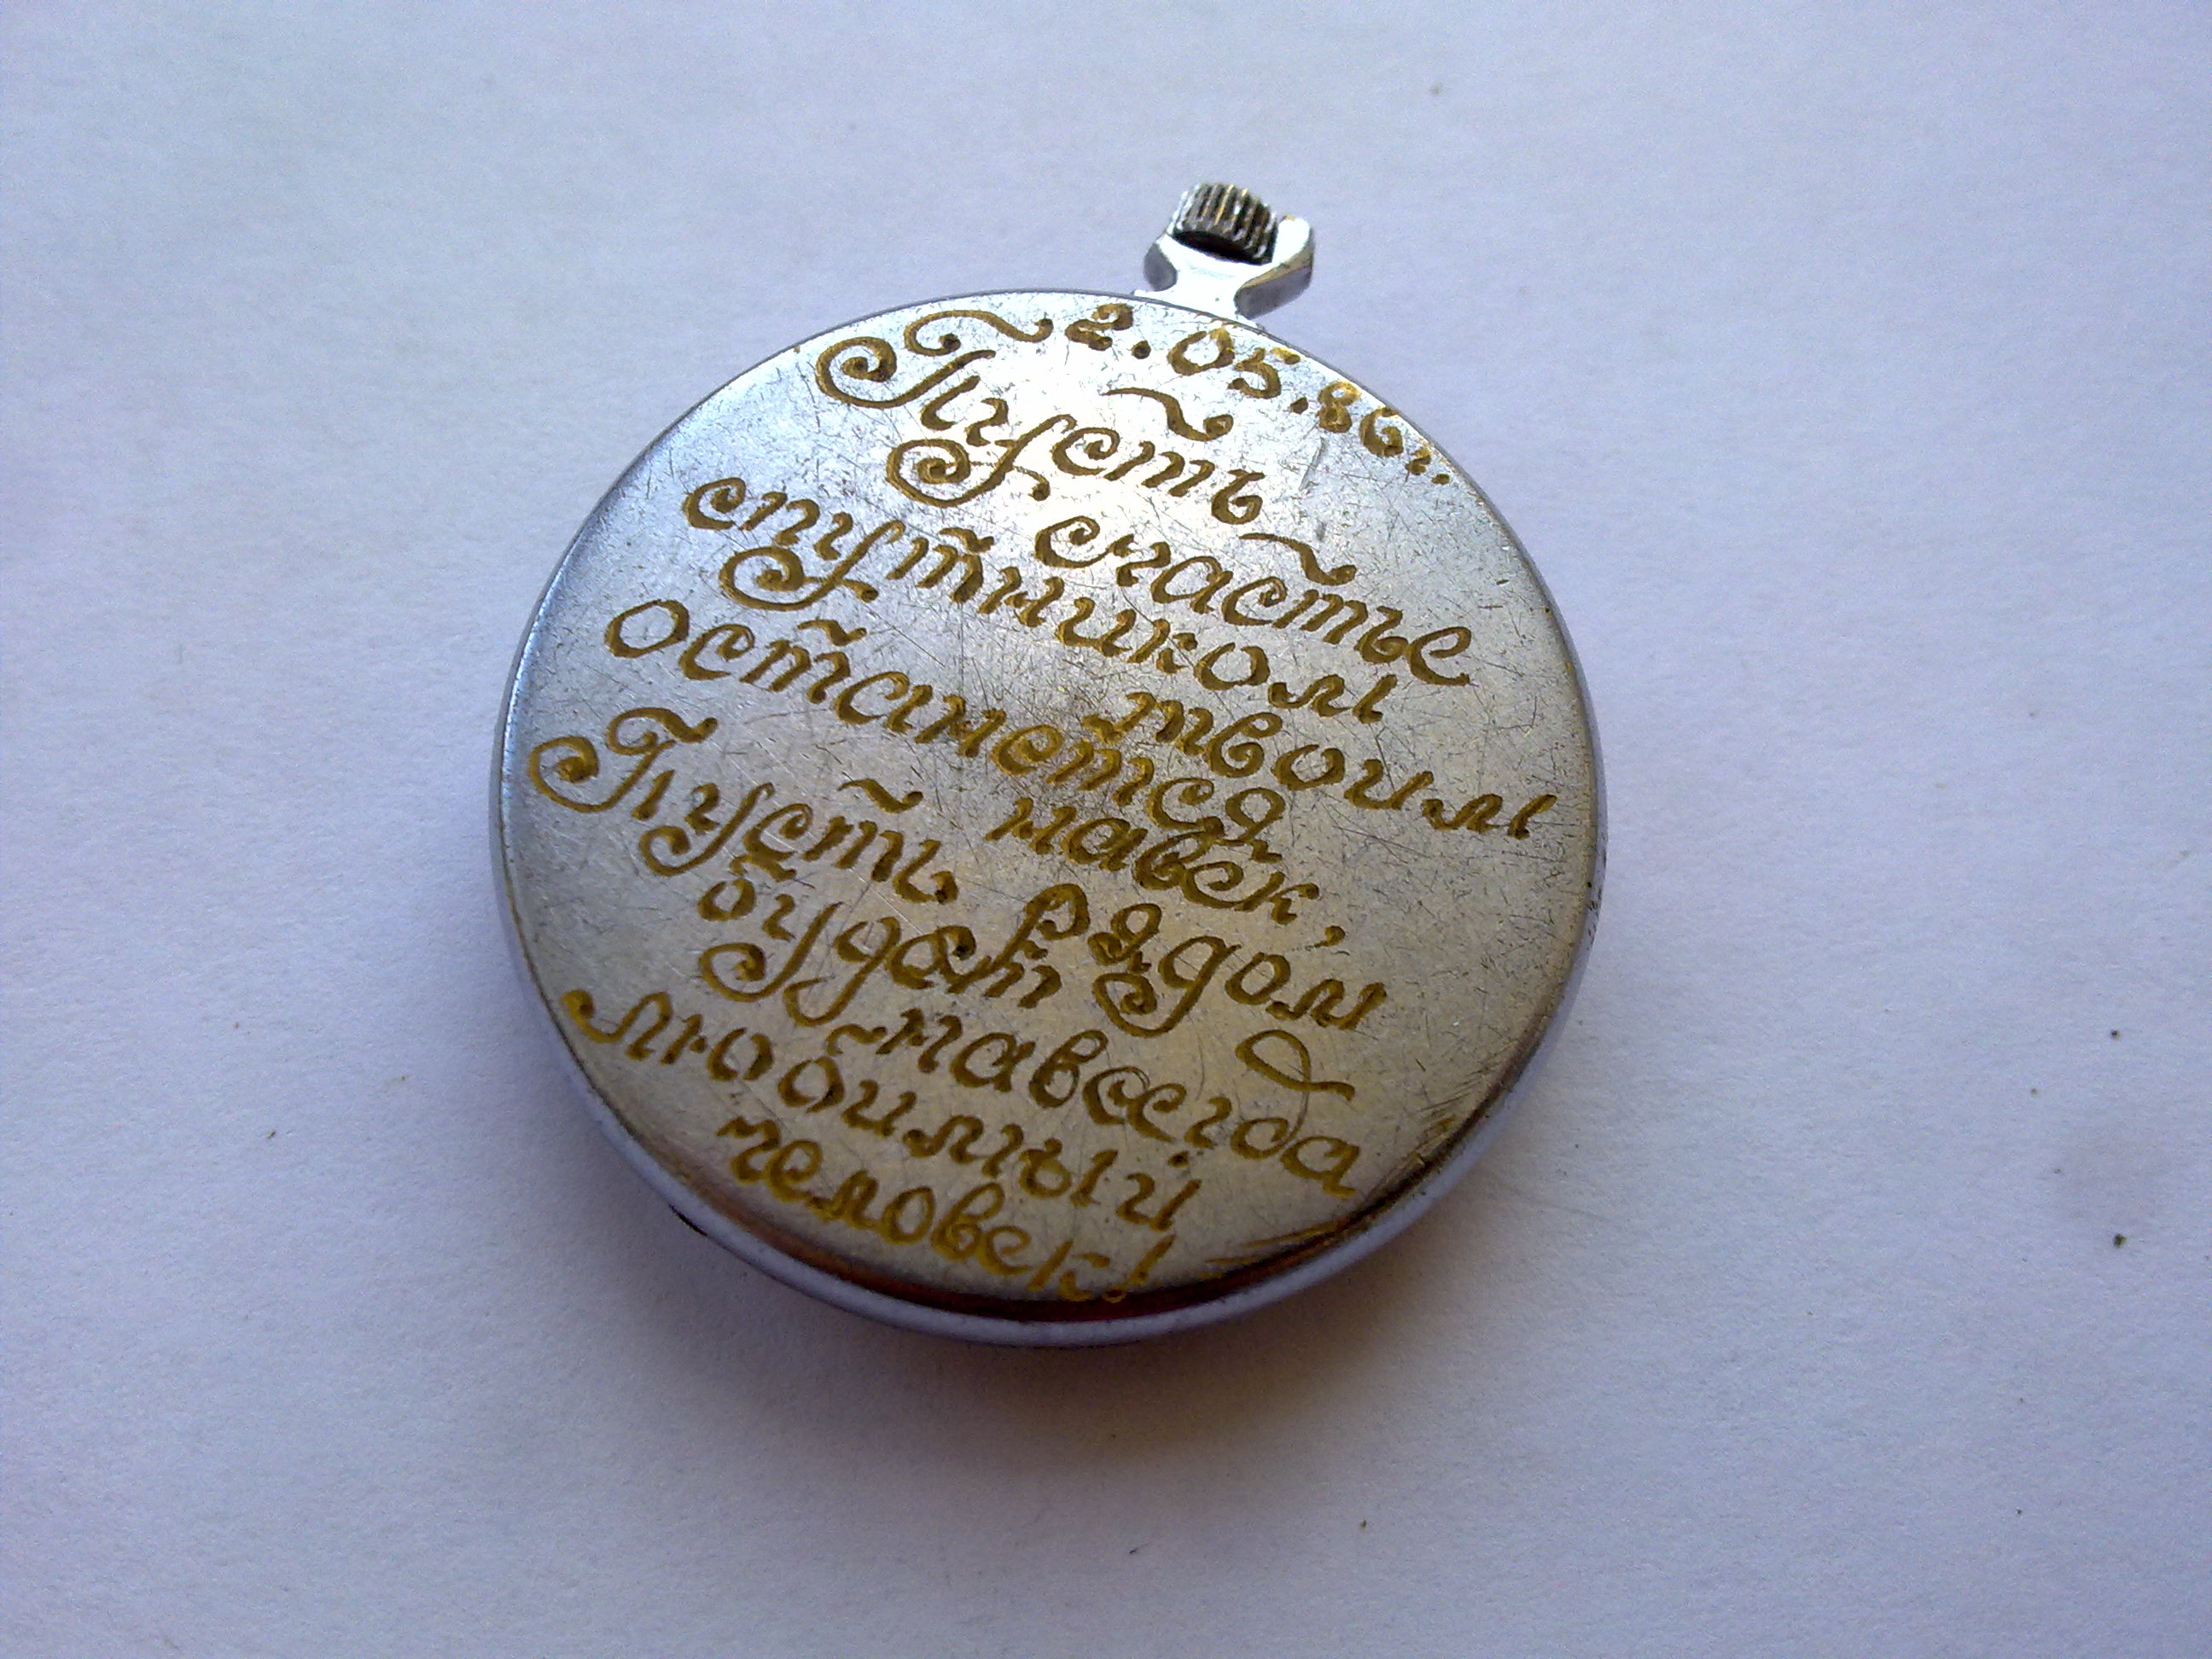 2.05.86г.
Пусть счастье
спутником твоим
останется навек,
Пусть рядом
будет навсегда
любимый
человек!